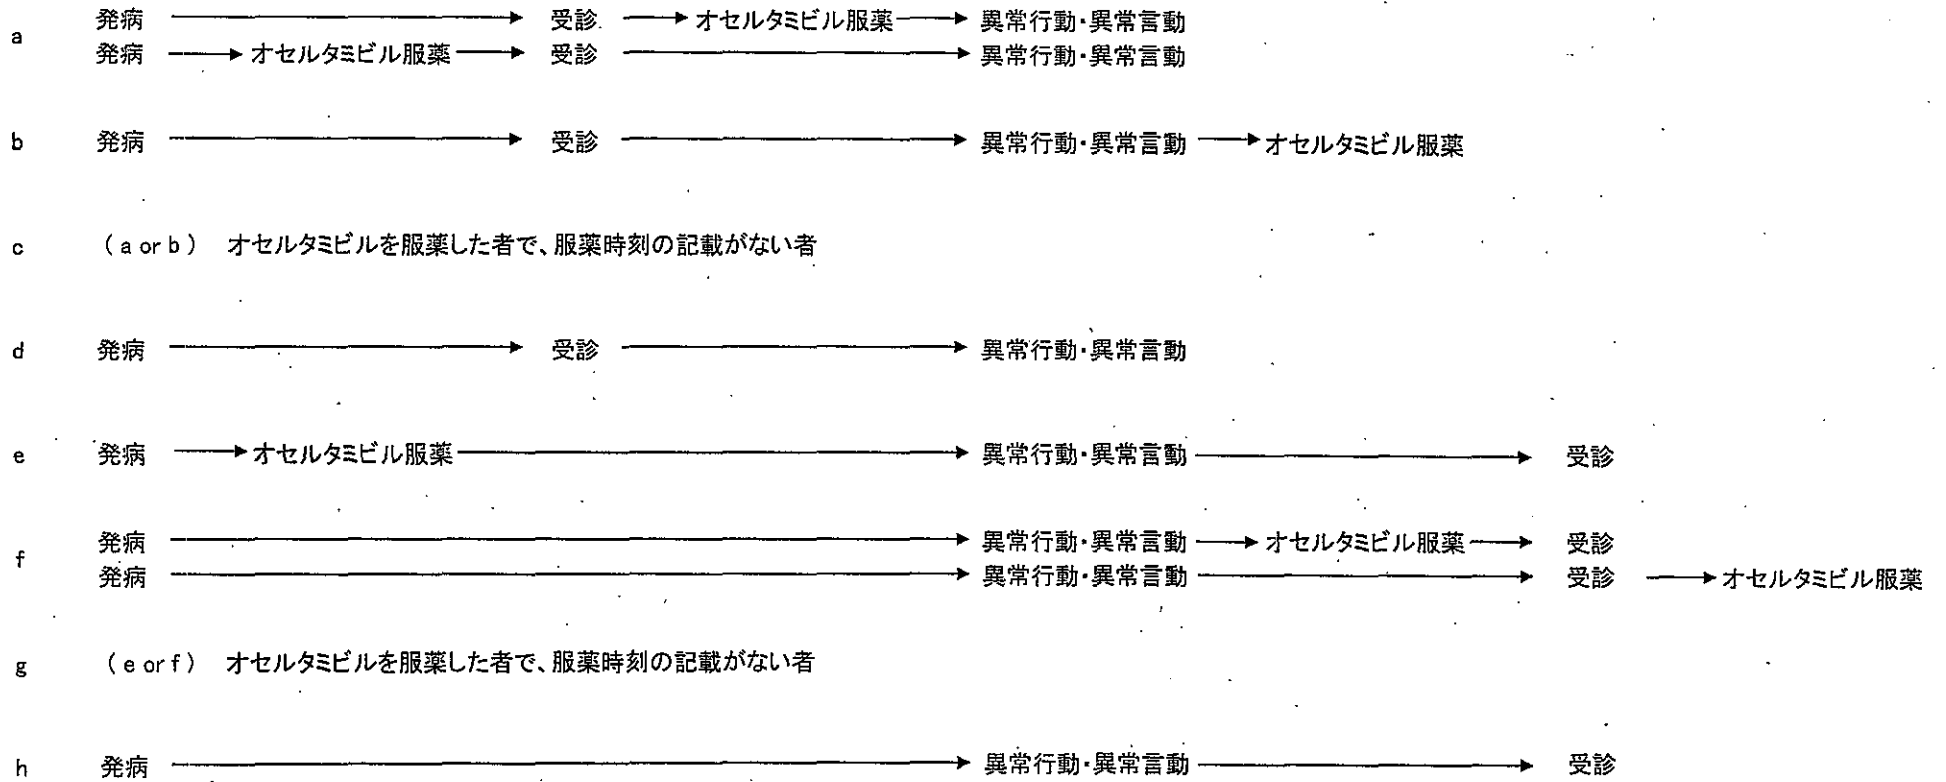 a
発病 → 受診 → オセルタミビル服薬 → 異常行動・異常言動
発病 → オセルタミビル服薬 → 受診 → 異常行動・異常言動
b 発病 → 受診 → 異常行動・異常言動 → オセルタミビル服薬
c (a or b) オセルタミビルを服薬した者で、服薬時刻の記載がない者
d 発病 → 受診 → 異常行動・異常言動
e 発病 → オセルタミビル服薬 → 異常行動・異常言動 → 受診
f
発病 → 異常行動・異常言動 → オセルタミビル服薬 → 受診
発病 → 異常行動・異常言動 → 受診 → オセルタミビル服薬
g (e or f) オセルタミビルを服薬した者で、服薬時刻の記載がない者
h 発病 → 異常行動・異常言動 → 受診